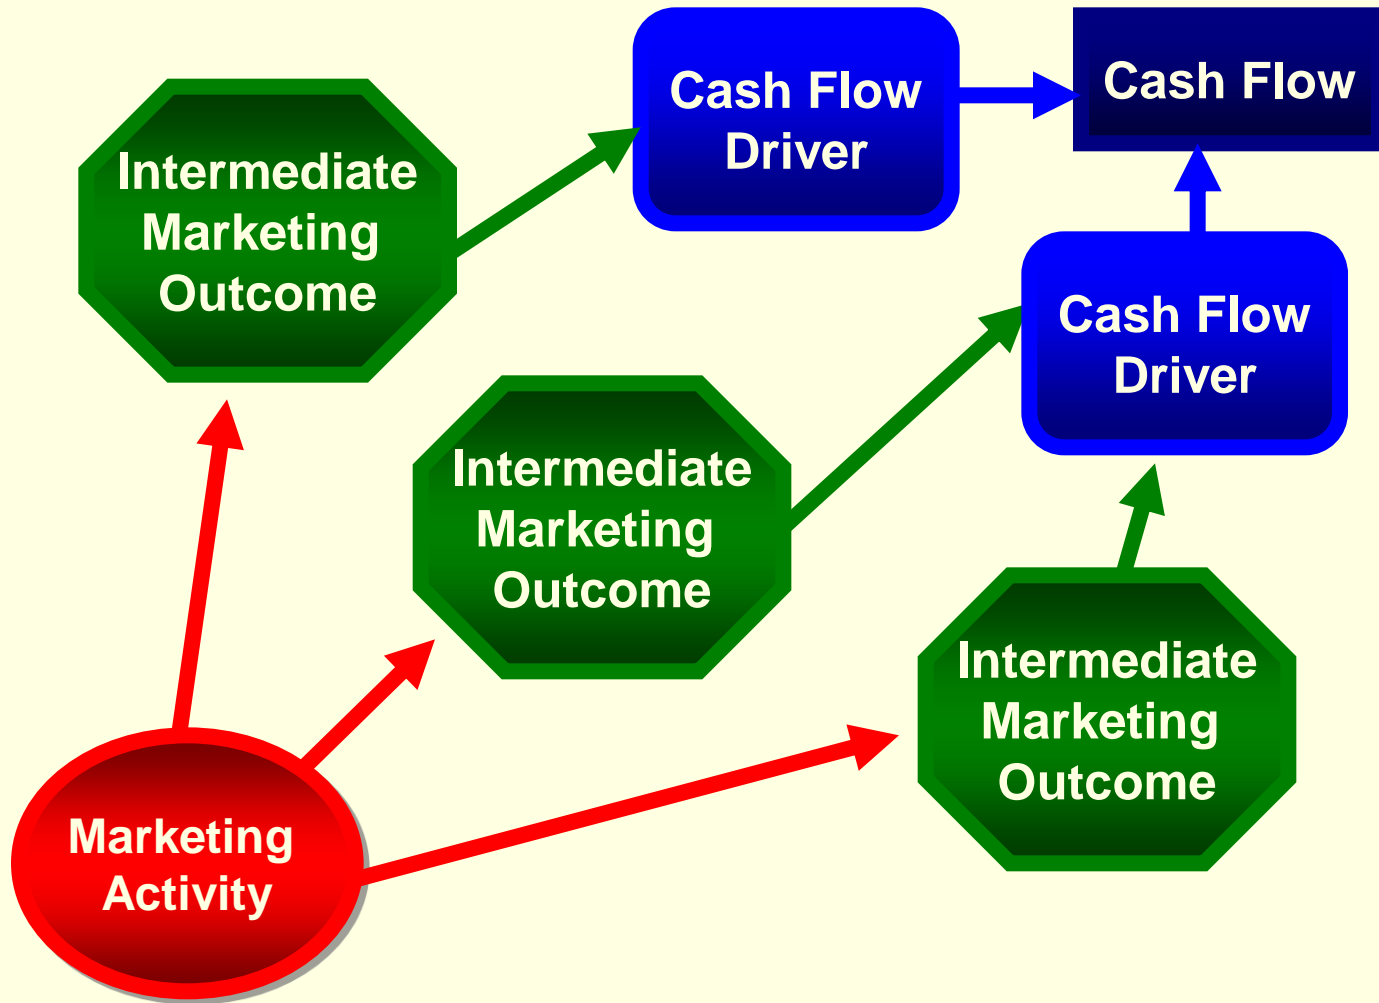 Cash Flow
Driver
Cash Flow
Intermediate
Marketing
Outcome
Cash Flow
Driver
Intermediate
Marketing
Outcome
Intermediate
Marketing
Outcome
Marketing
Activity